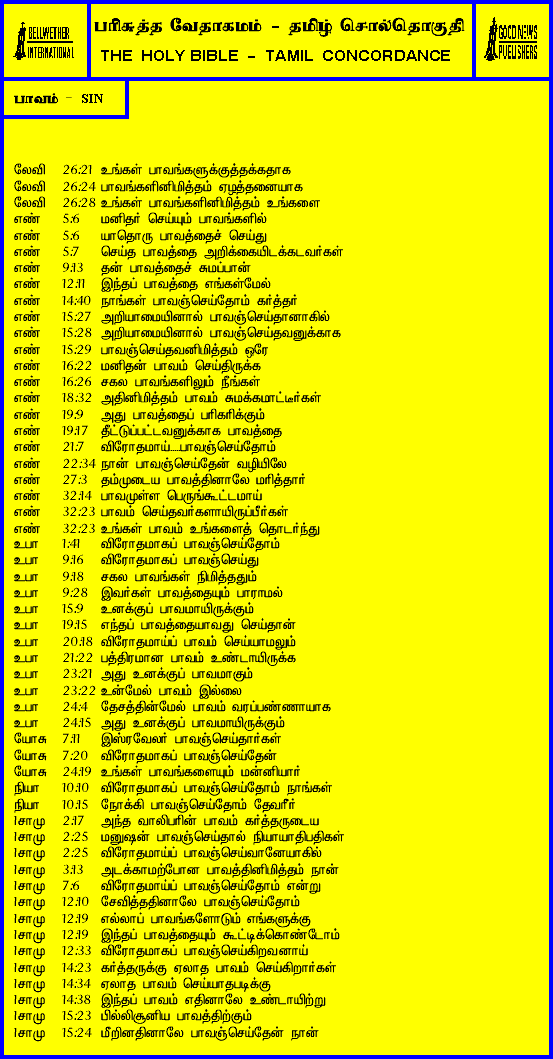 BELLWETHER
INTERNATIONAL
பரிசுத்த வேதாகமம் - தமிழ் சொல்தொகுதி
THE HOLY BIBLE - TAMIL CONCORDANCE
GOOD NEWS
PUBLISHERS
பாவம் - SIN
லேவி 26:21 உங்கள் பாவங்களுக்குத்தக்கதாக
லேவி 26:24 பாவங்களினிமித்தம் ஏழத்தனையாக
லேவி 26:28 உங்கள் பாவங்களினிமித்தம் உங்களை
எண் 5:6 மனிதர் செய்யும் பாவங்களில்
எண் 5:6 யாதொரு பாவத்தைச் செய்து
எண் 5:7 செய்த பாவத்தை அறிக்கையிடக்கடவர்கள்
எண் 9:13 தன் பாவத்தைச் சுமப்பான்
எண் 12:11 இந்தப் பாவத்தை எங்கள்மேல்
எண் 14:40 நாங்கள் பாவஞ்செய்தோம் கர்த்தர்
எண் 15:27 அறியாமையினால் பாவஞ்செய்தானாகில்
எண் 15:28 அறியாமையினால் பாவஞ்செய்தவனுக்காக
எண் 15:29 பாவஞ்செய்தவனிமித்தம் ஒரே
எண் 16:22 மனிதன் பாவம் செய்திருக்க
எண் 16:26 சகல பாவங்களிலும் நீங்கள்
எண் 18:32 அதினிமித்தம் பாவம் சுமக்கமாட்டீர்கள்
எண் 19:9 அது பாவத்தைப் பரிகரிக்கும்
எண் 19:17 தீட்டுப்பட்டவனுக்காக பாவத்தை
எண் 21:7 விரோதமாய்...பாவஞ்செய்தோம்
எண் 22:34 நான் பாவஞ்செய்தேன் வழியிலே
எண் 27:3 தம்முடைய பாவத்தினாலே மரித்தார்
எண் 32:14 பாவமுள்ள பெருங்கூட்டமாய்
எண் 32:23 பாவம் செய்தவர்களாயிருப்பீர்கள்
எண் 32:23 உங்கள் பாவம் உங்களைத் தொடர்ந்து
உபா 1:41 விரோதமாகப் பாவஞ்செய்தோம்
உபா 9:16 விரோதமாகப் பாவஞ்செய்து
உபா 9:18 சகல பாவங்கள் நிமித்ததும்
உபா 9:28 இவர்கள் பாவத்தையும் பாராமல்
உபா 15:9 உனக்குப் பாவமாயிருக்கும்
உபா 19:15 எந்தப் பாவத்தையாவது செய்தான்
உபா 20:18 விரோதமாய்ப் பாவம் செய்யாமலும்
உபா 21:22 பத்திரமான பாவம் உண்டாயிருக்க
உபா 23:21 அது உனக்குப் பாவமாகும்
உபா 23:22 உன்மேல் பாவம் இல்லை
உபா 24:4 தேசத்தின்மேல் பாவம் வரப்பண்ணாயாக
உபா 24:15 அது உனக்குப் பாவமாயிருக்கும்
யோசு 7:11 இஸ்ரவேலர் பாவஞ்செய்தார்கள்
யோசு 7:20 விரோதமாகப் பாவஞ்செய்தேன்
யோசு 24:19 உங்கள் பாவங்களையும் மன்னியார்
நியா 10:10 விரோதமாகப் பாவஞ்செய்தோம் நாங்கள்
நியா 10:15 நோக்கி பாவஞ்செய்தோம் தேவரீர்
1சாமு 2:17 அந்த வாலிபரின் பாவம் கர்த்தருடைய
1சாமு 2:25 மனுஷன் பாவஞ்செய்தால் நியாயாதிபதிகள்
1சாமு 2:25 விரோதமாய்ப் பாவஞ்செய்வானேயாகில்
1சாமு 3:13 அடக்காமற்போன பாவத்தினிமித்தம் நான்
1சாமு 7:6 விரோதமாய்ப் பாவஞ்செய்தோம் என்று
1சாமு 12:10 சேவித்ததினாலே பாவஞ்செய்தோம்
1சாமு 12:19 எல்லாப் பாவங்களோடும் எங்களுக்கு
1சாமு 12:19 இந்தப் பாவத்தையும் கூட்டிக்கொண்டோம்
1சாமு 12:33 விரோதமாகப் பாவஞ்செய்கிறவனாய்
1சாமு 14:23 கர்த்தருக்கு ஏலாத பாவம் செய்கிறார்கள்
1சாமு 14:34 ஏலாத பாவம் செய்யாதபடிக்கு
1சாமு 14:38 இந்தப் பாவம் எதினாலே உண்டாயிற்று
1சாமு 15:23 பில்லிசூனிய பாவத்திற்கும்
1சாமு 15:24 மீறினதினாலே பாவஞ்செய்தேன் நான்